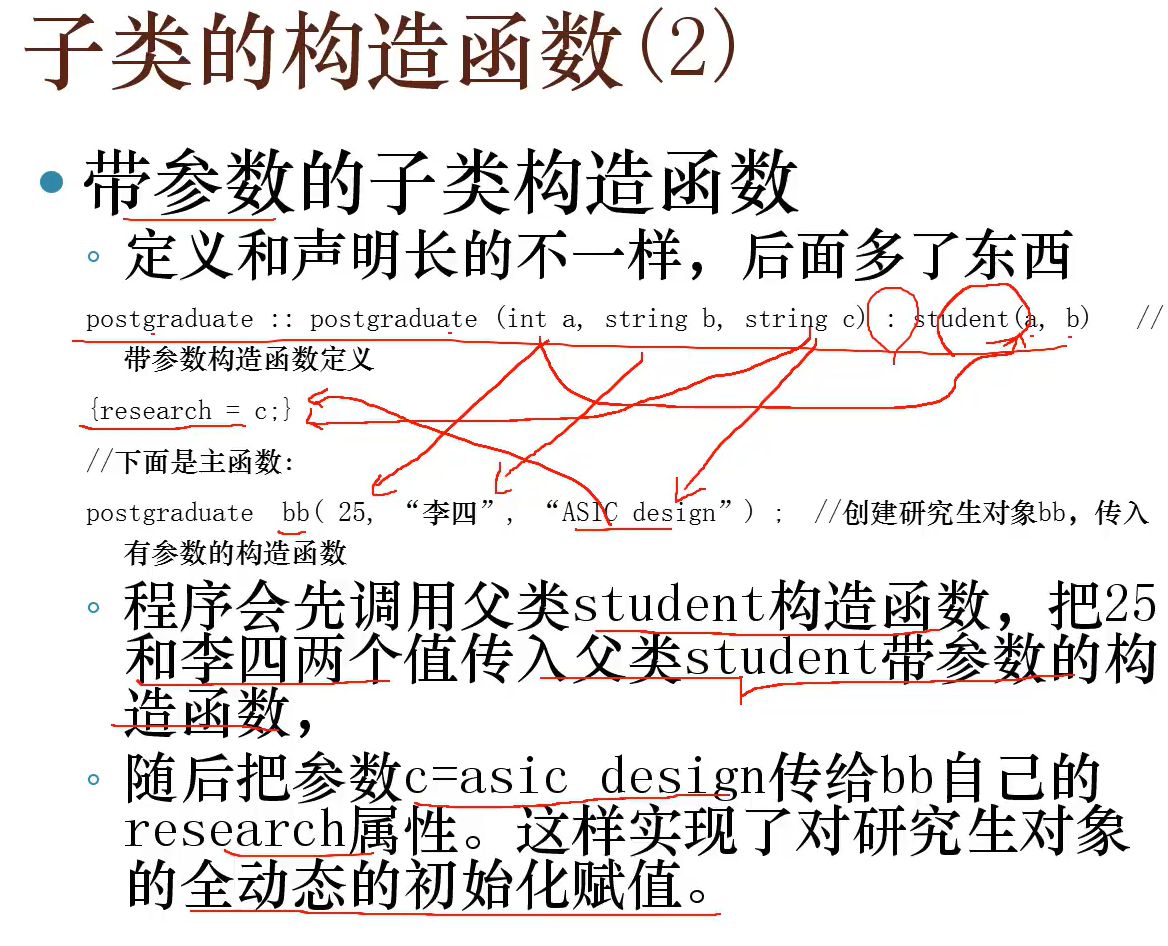 子类的构造函数(2)
带参数的子类构造函数
定义和声明长的不一样，后面多了东西
postgraduate :: postgraduate (int a, string b, string c) : student(a, b) //
带参数构造函数定义
{research = c;}
//下面是主函数:
postgraduate bb( 25, “李四”, “ASIC design”) ; //创建研究生对象bb，传入
有参数的构造函数
程序会先调用父类student构造函数，把25
和李四两个值传入父类student带参数的构
造函数，
随后把参数c=asic design传给bb自己的
research属性。这样实现了对研究生对象
的全动态的初始化赋值。